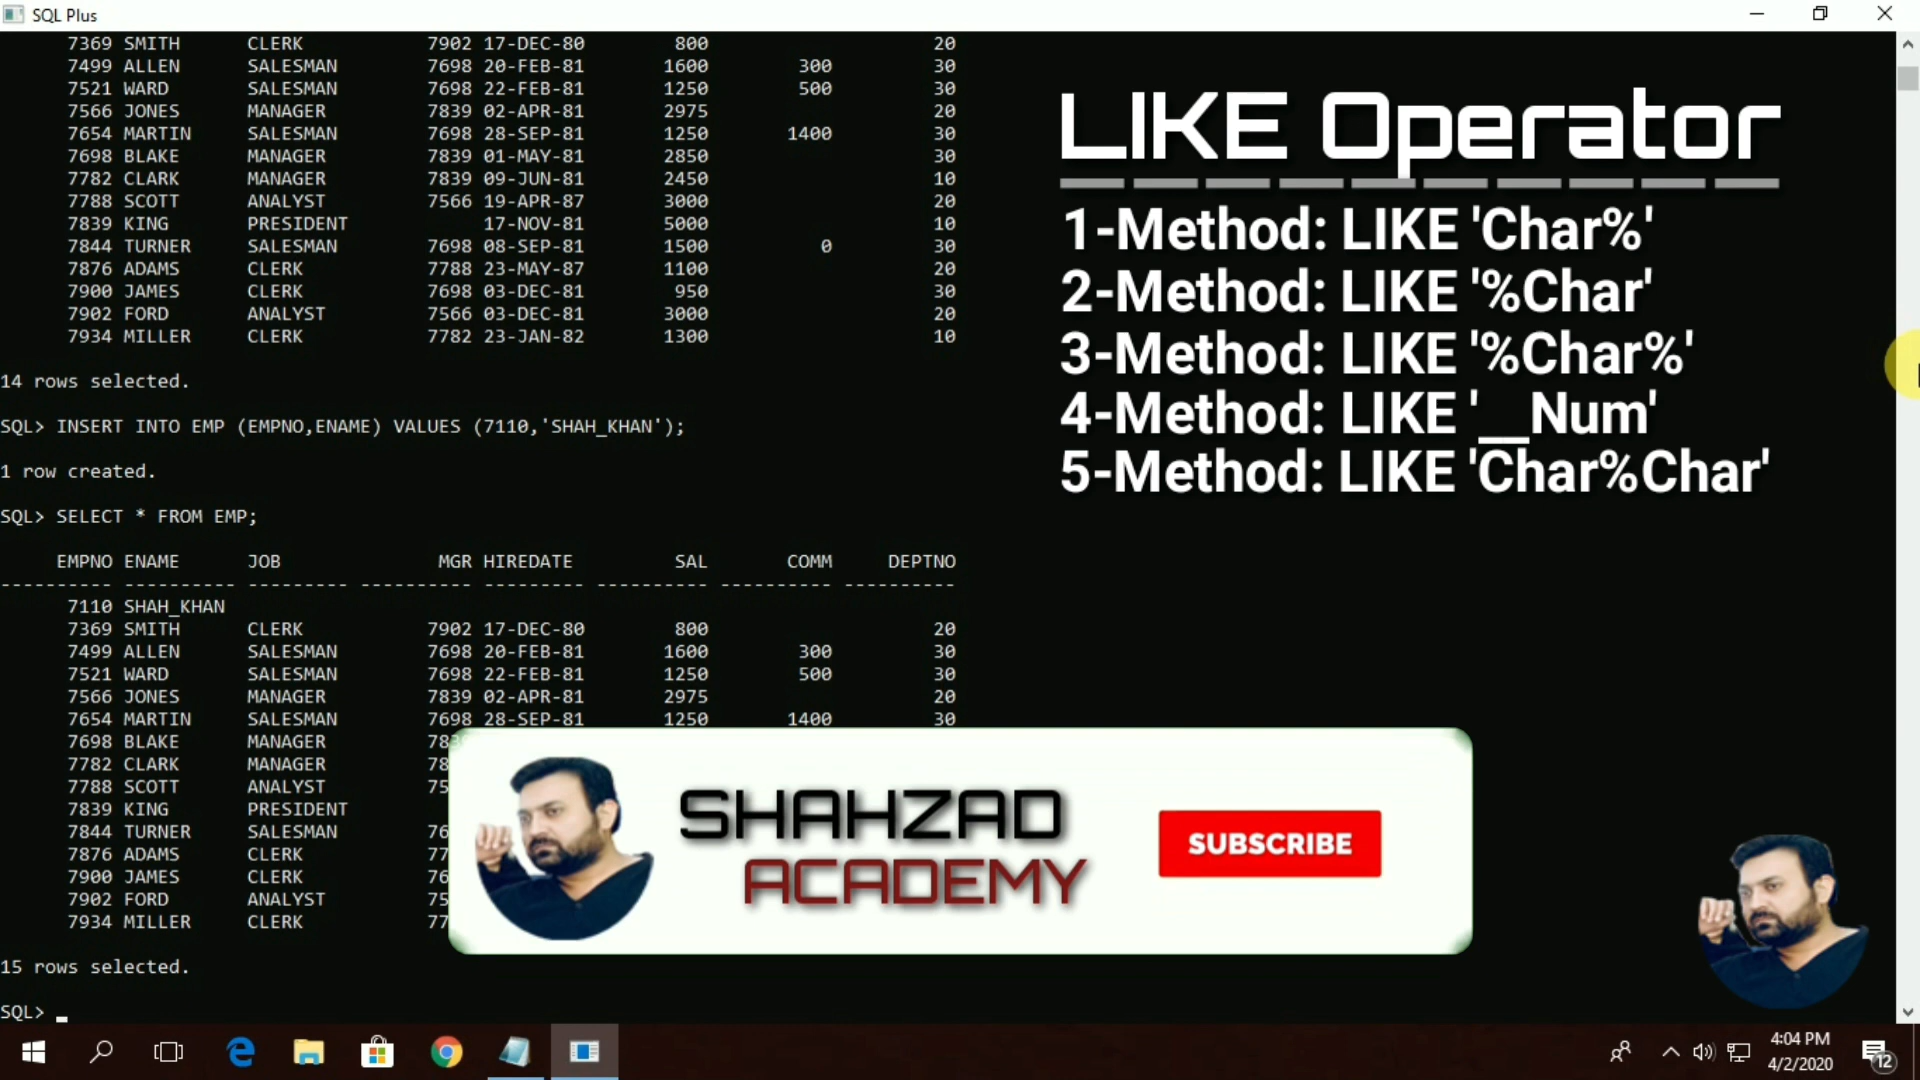 SQL Plus
7369 SMITH CLERK 7902 17-DEC-80 800 20
7499 ALLEN SALESMAN 7698 20-FEB-81 1600 300 30
7521 WARD SALESMAN 7698 22-FEB-81 1250 500 30
7566 JONES MANAGER 7839 02-APR-81 2975 20
7654 MARTIN SALESMAN 7698 28-SEP-81 1250 1400 30
7698 BLAKE MANAGER 7839 01-MAY-81 2850 30
7782 CLARK MANAGER 7839 09-JUN-81 2450 10
7788 SCOTT ANALYST 7566 19-APR-87 3000 20
7839 KING PRESIDENT 17-NOV-81 5000 10
7844 TURNER SALESMAN 7698 08-SEP-81 1500 0 30
7876 ADAMS CLERK 7788 23-MAY-87 1100 20
7900 JAMES CLERK 7698 03-DEC-81 950 30
7902 FORD ANALYST 7566 03-DEC-81 3000 20
7934 MILLER CLERK 7782 23-JAN-82 1300 10
14 rows selected.
SQL> INSERT INTO EMP (EMPNO,ENAME) VALUES (7110,'SHAH_KHAN');
1 row created.
SQL> SELECT * FROM EMP;
EMPNO ENAME JOB MGR HIREDATE SAL COMM DEPTNO
---------- ---------- --------- ---------- --------- ---------- ---------- ----------
7110 SHAH_KHAN
7369 SMITH CLERK 7902 17-DEC-80 800 20
7499 ALLEN SALESMAN 7698 20-FEB-81 1600 300 30
7521 WARD SALESMAN 7698 22-FEB-81 1250 500 30
7566 JONES MANAGER 7839 02-APR-81 2975 20
7654 MARTIN SALESMAN 7698 28-SEP-81 1250 1400 30
7698 BLAKE MANAGER
7782 CLARK MANAGER
7788 SCOTT ANALYST
7839 KING PRESIDENT
7844 TURNER SALESMAN
7876 ADAMS CLERK
7900 JAMES CLERK
7902 FORD ANALYST
7934 MILLER CLERK
15 rows selected.
SQL> _
LIKE Operator
1-Method: LIKE 'Char%'
2-Method: LIKE '%Char'
3-Method: LIKE '%Char%'
4-Method: LIKE '__Num'
5-Method: LIKE 'Char%Char'
SHAHZAD
ACADEMY
SUBSCRIBE
4:04 PM
4/2/2020
12